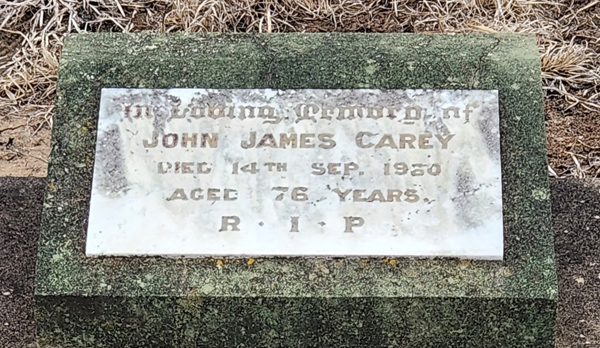 In Loving Memory of
JOHN JAMES CAREY
DIED 14TH SEP. 1930
AGED 76 YEARS.
R · I · P